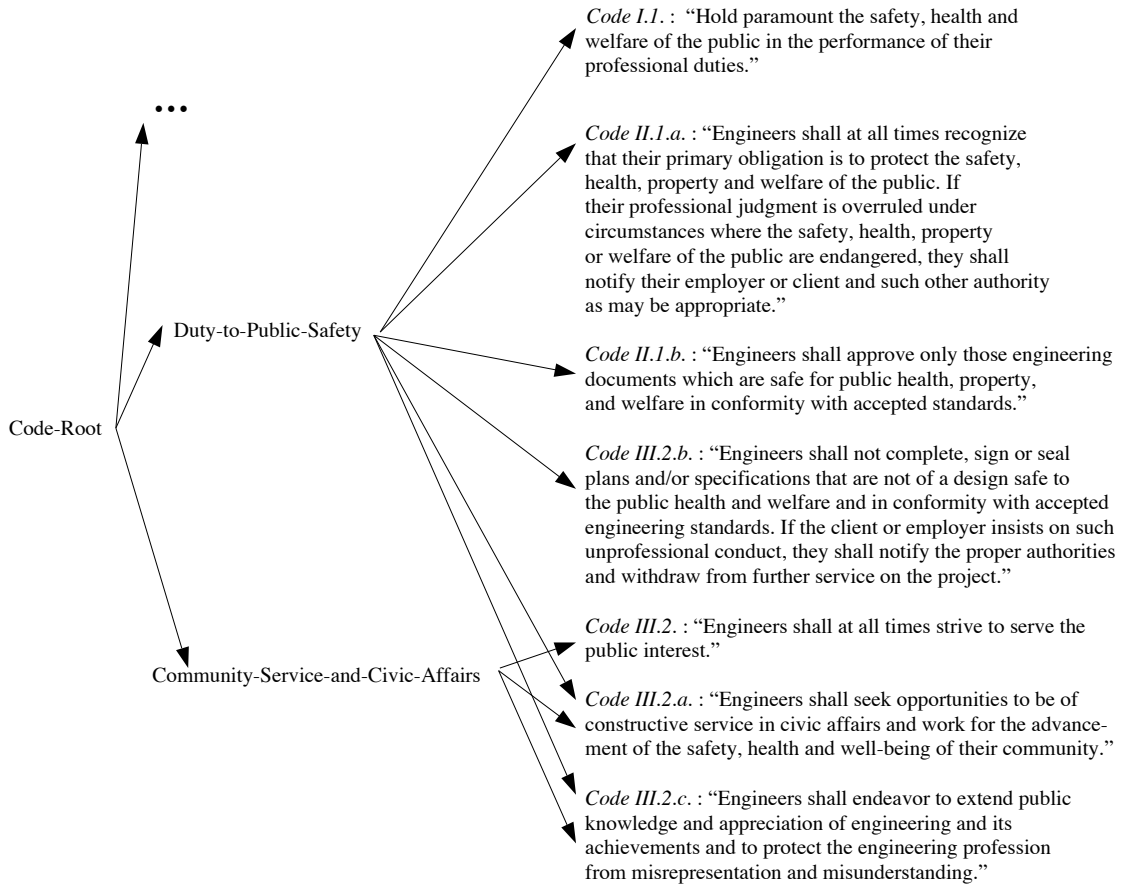 Code I.1. : “Hold paramount the safety, health and
welfare of the public in the performance of their
professional duties.”
...
Code II.1.a. : “Engineers shall at all times recognize
that their primary obligation is to protect the safety,
health, property and welfare of the public. If
their professional judgment is overruled under
circumstances where the safety, health, property
or welfare of the public are endangered, they shall
notify their employer or client and such other authority
as may be appropriate.”
Duty-to-Public-Safety
Code II.1.b. : “Engineers shall approve only those engineering
documents which are safe for public health, property,
and welfare in conformity with accepted standards.”
Code-Root
Code III.2.b. : “Engineers shall not complete, sign or seal
plans and/or specifications that are not of a design safe to
the public health and welfare and in conformity with accepted
engineering standards. If the client or employer insists on such
unprofessional conduct, they shall notify the proper authorities
and withdraw from further service on the project.”
Code III.2. : “Engineers shall at all times strive to serve the
public interest.”
Community-Service-and-Civic-Affairs
Code III.2.a. : “Engineers shall seek opportunities to be of
constructive service in civic affairs and work for the advance-
ment of the safety, health and well-being of their community.”
Code III.2.c. : “Engineers shall endeavor to extend public
knowledge and appreciation of engineering and its
achievements and to protect the engineering profession
from misrepresentation and misunderstanding.”